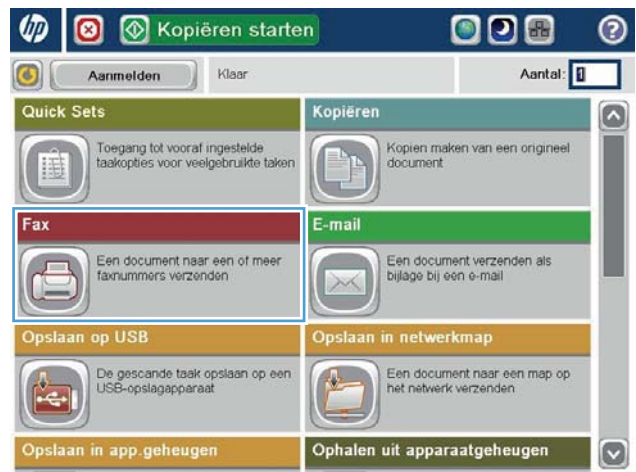 hp
Kopiëren starten
?
Aanmelden
Klaar
Aantal: 1
Quick Sets
Toegang tot vooraf ingestelde
taakopties voor veelgebruikte taken
Kopiëren
Kopien maken van een origineel
document
Fax
Een document naar een of meer
faxnummers verzenden
E-mail
Een document verzenden als
bijlage bij een e-mail
Opslaan op USB
De gescande taak opslaan op een
USB-opslagapparaat
Opslaan in netwerkmap
Een document naar een map op
het netwerk verzenden
Opslaan in app.geheugen
Ophalen uit apparaatgeheugen